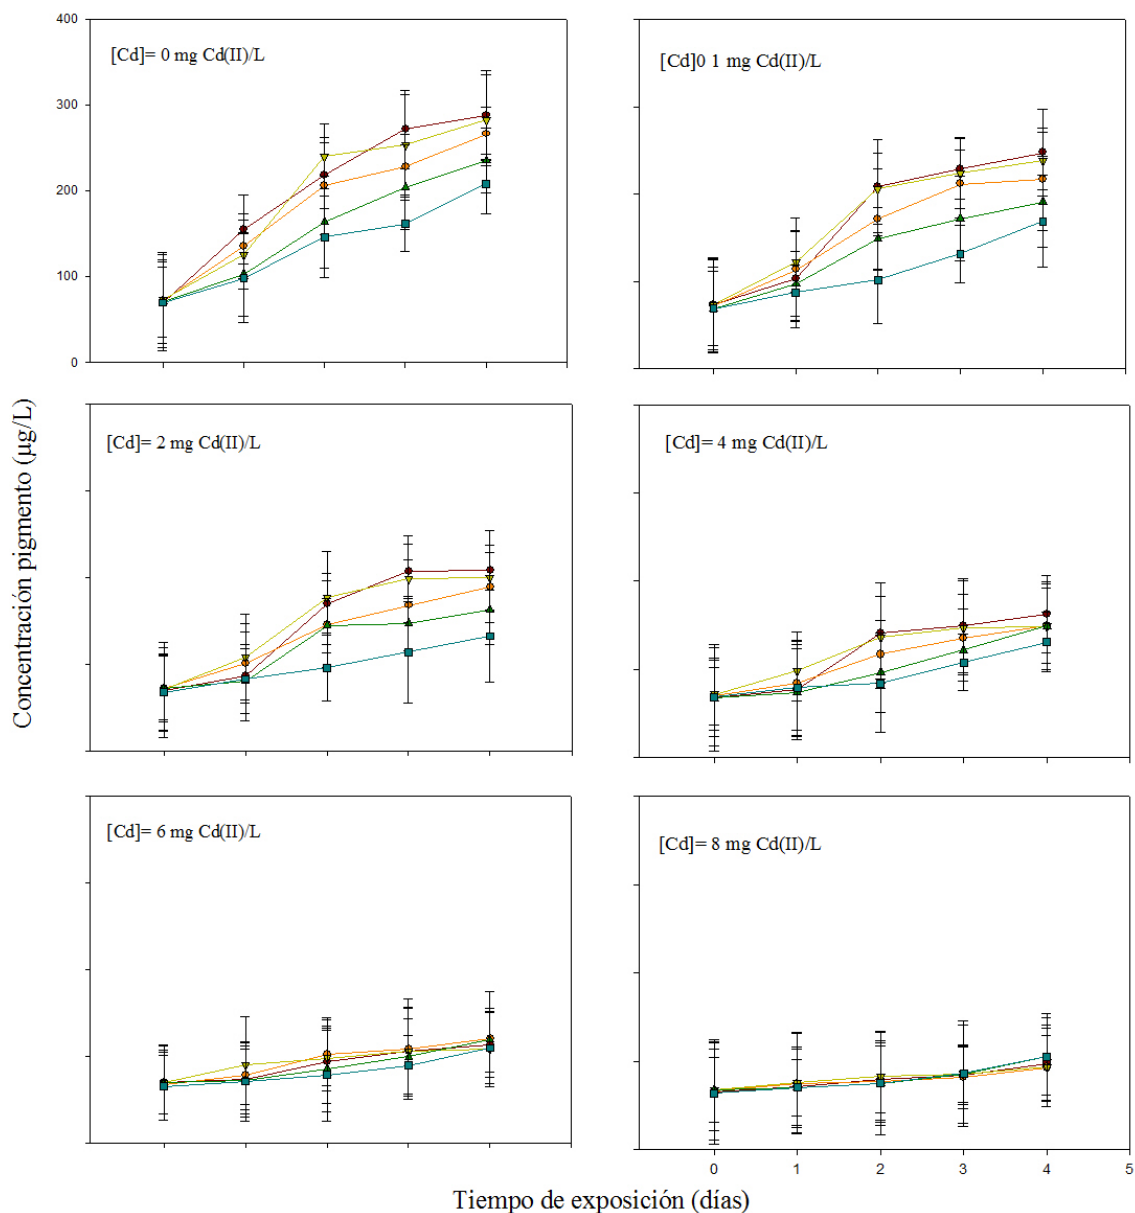 400
300
200
100
0
[Cd]= 0 mg Cd(II)/L
[Cd]0 1 mg Cd(II)/L
Concentración pigmento (µg/L)
[Cd]= 2 mg Cd(II)/L
[Cd]= 4 mg Cd(II)/L
[Cd]= 6 mg Cd(II)/L
[Cd]= 8 mg Cd(II)/L
0 1 2 3 4 5
Tiempo de exposición (días)